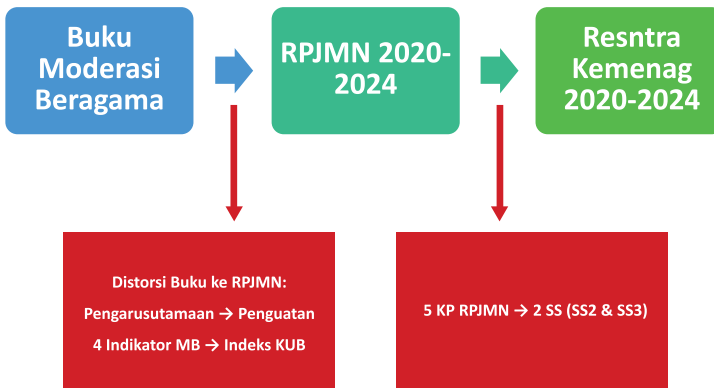 Buku
Moderasi
Beragama
RPJMN 2020-
2024
Resntra
Kemenag
2020-2024
Distorsi Buku ke RPJMN:
Pengarusutamaan → Penguatan
4 Indikator MB → Indeks KUB
5 KP RPJMN → 2 SS (SS2 & SS3)